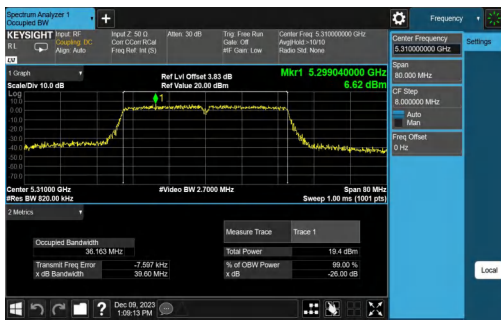 Spectrum Analyzer 1
Occupied BW
Frequency
KEYSIGHT Input: RF Input Z: 50 Ω Atten: 30 dB Trig: Free Run Center Freq: 5.310000000 GHz
RL Coupling: DC Corr CCorr RCal Gate: Off Avg|Hold >10/10
Align: Auto Freq Ref: Int (S) #IF Gain: Low Radio Std: None
LW
Center Frequency
5.310000000 GHz
Settings
Span
80.000 MHz
CF Step
8.000000 MHz
Auto
Man
Freq Offset
0 Hz
Local
1 Graph
Scale/Div 10.0 dB
Ref Lvl Offset 3.83 dB
Ref Value 20.00 dBm
Mkr1 5.299040000 GHz
6.62 dBm
Log
10.0
0.00
-10.0
-20.0
-30.0
-40.0
-50.0
-60.0
-70.0
1
Center 5.31000 GHz #Video BW 2.7000 MHz Span 80 MHz
#Res BW 820.00 kHz Sweep 1.00 ms (1001 pts)
2 Metrics
Measure Trace Trace 1
Occupied Bandwidth
36.163 MHz
Total Power 19.4 dBm
Transmit Freq Error -7.597 kHz % of OBW Power 99.00 %
x dB Bandwidth 39.60 MHz x dB -26.00 dB
?
Dec 09, 2023
1:09:13 PM